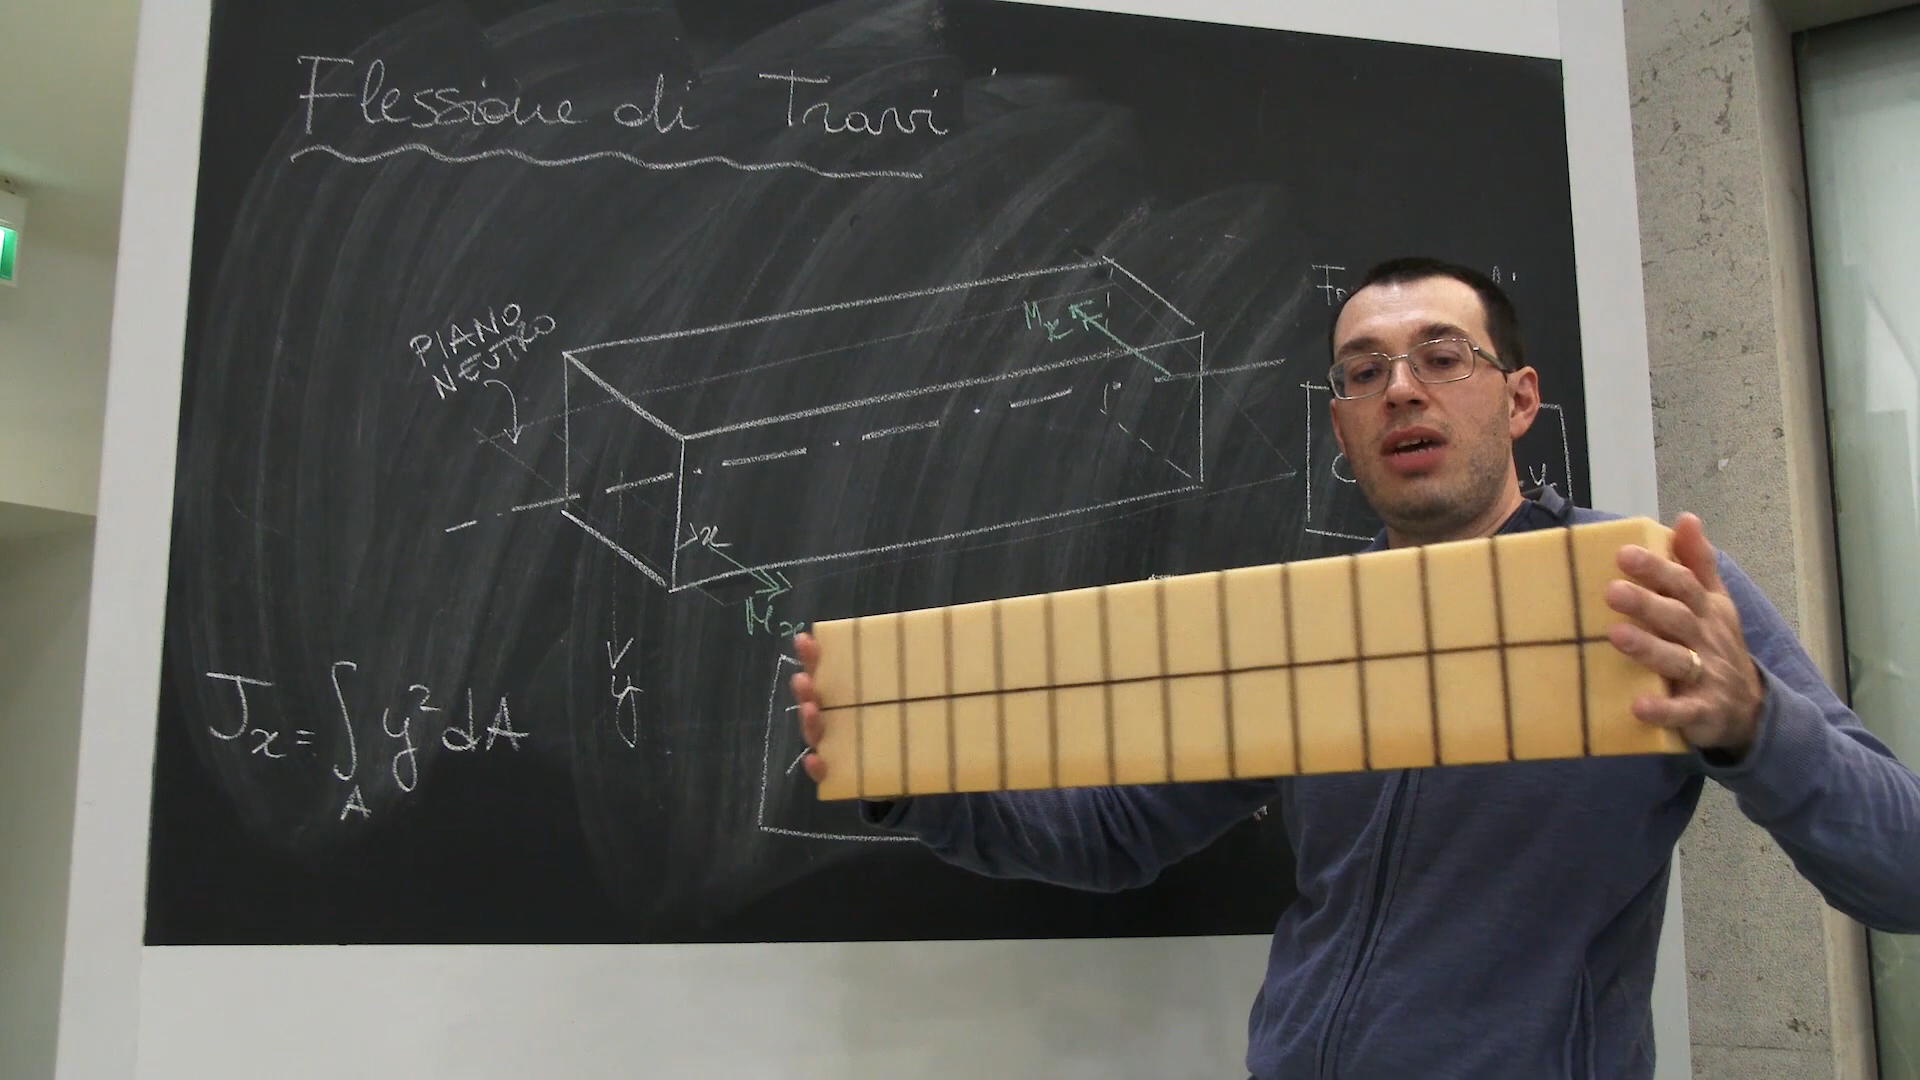 Flessione di Travi
PIANO
NEUTRO
Mx
x
Mx
y
Jx = ∫A y² dA